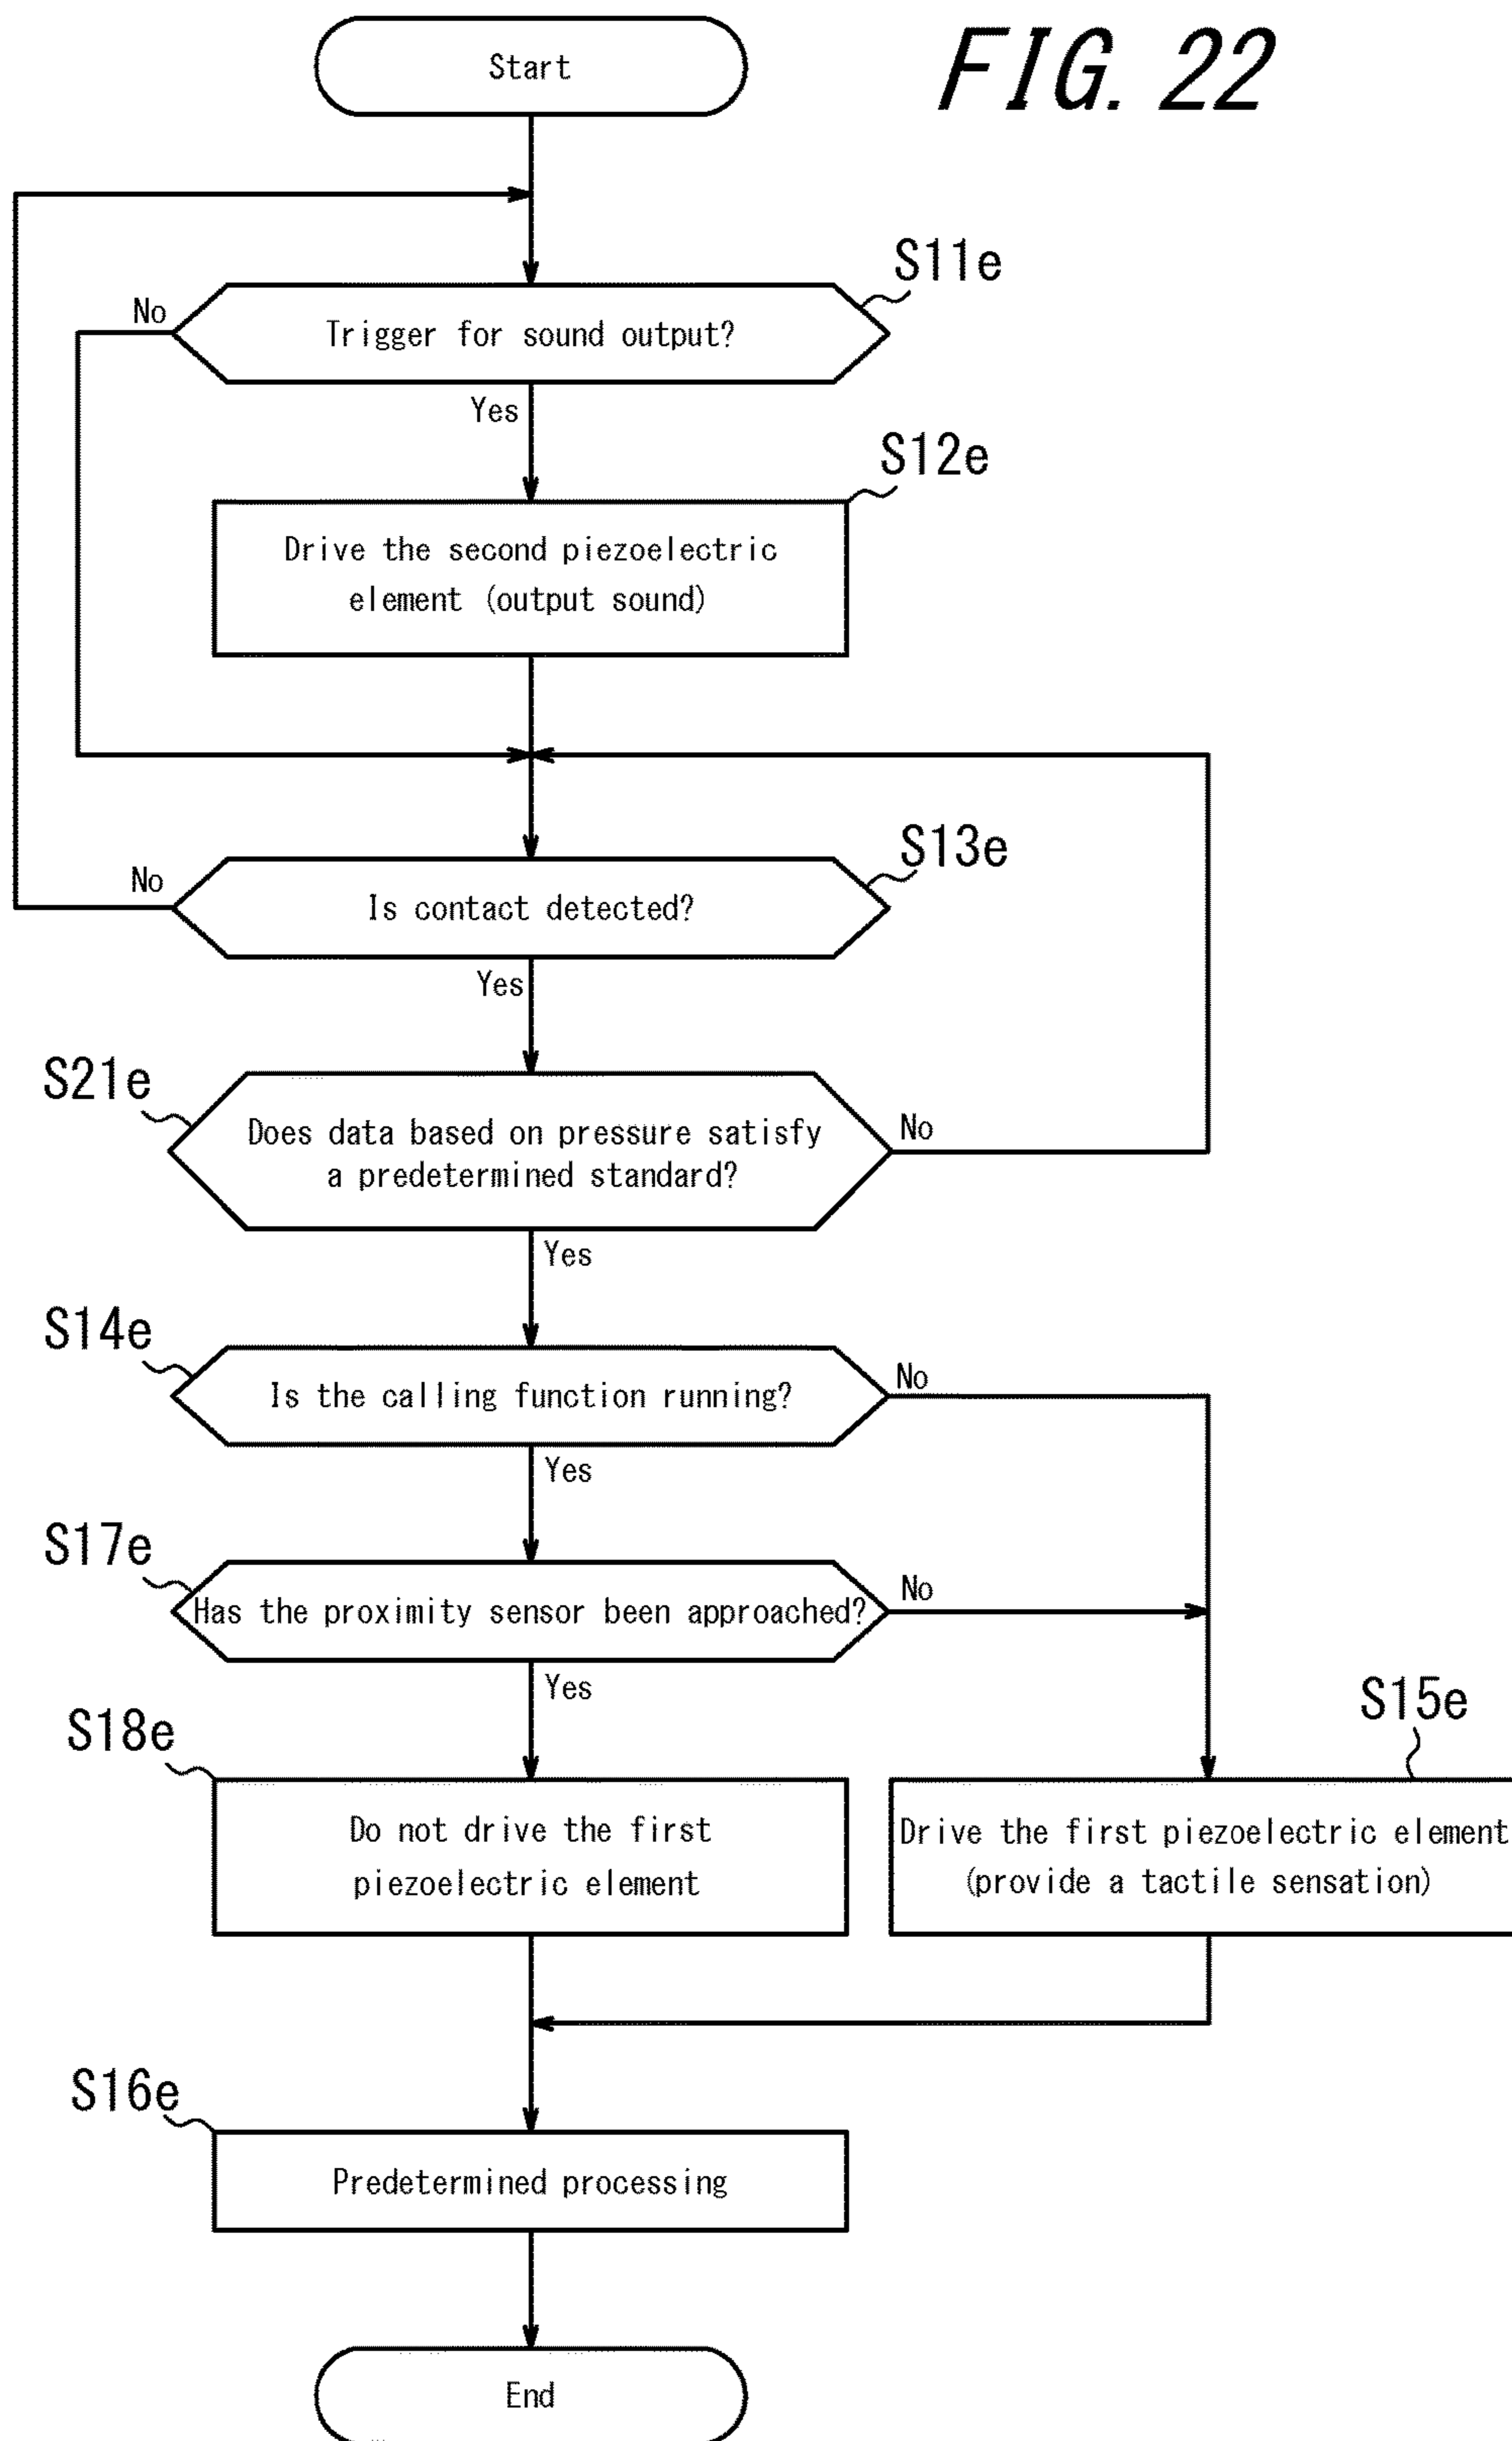 FIG. 22
Start
S11e
No
Trigger for sound output?
Yes
S12e
Drive the second piezoelectric
element (output sound)
S13e
No
Is contact detected?
Yes
S21e
Does data based on pressure satisfy
a predetermined standard?
No
Yes
S14e
Is the calling function running?
No
Yes
S17e
Has the proximity sensor been approached?
No
Yes
S18e
Do not drive the first
piezoelectric element
S15e
Drive the first piezoelectric element
(provide a tactile sensation)
S16e
Predetermined processing
End